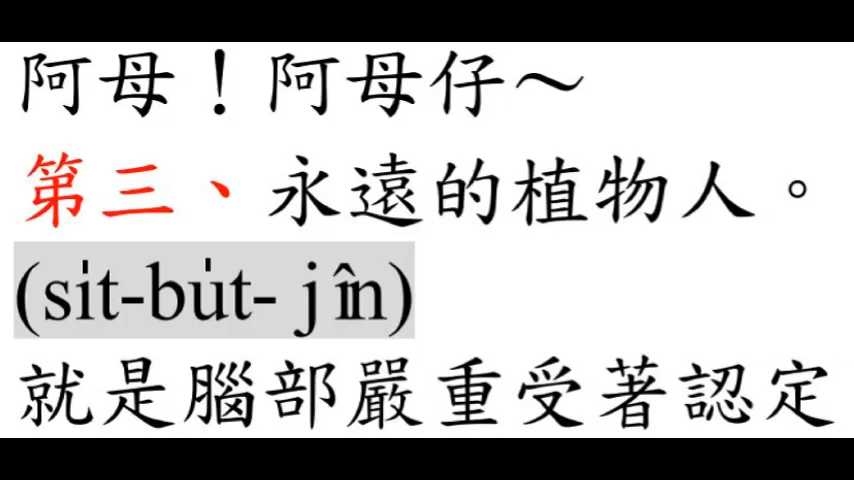 阿母！阿母仔～
第三、永遠的植物人。
(si̍t-bu̍t- jîn)
就是腦部嚴重受著認定